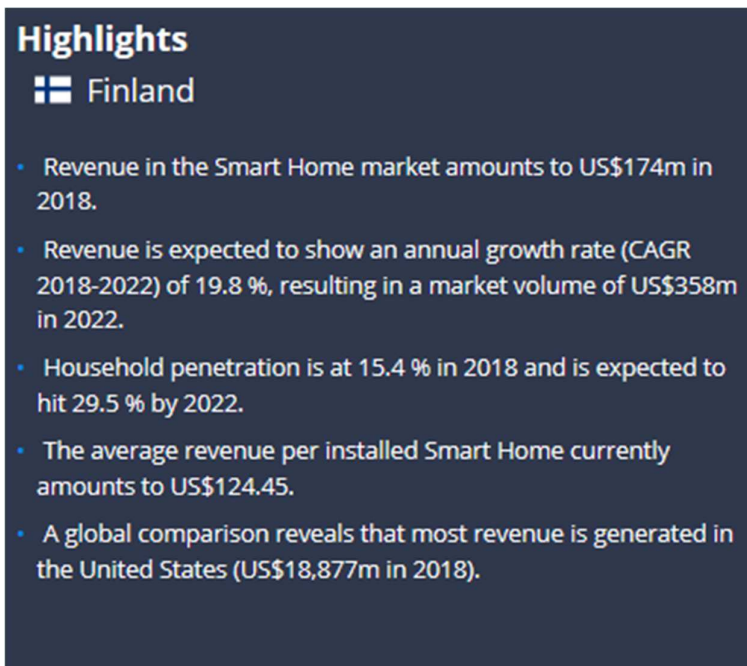 Highlights
Finland
• Revenue in the Smart Home market amounts to US$174m in
2018.
• Revenue is expected to show an annual growth rate (CAGR
2018-2022) of 19.8 %, resulting in a market volume of US$358m
in 2022.
• Household penetration is at 15.4 % in 2018 and is expected to
hit 29.5 % by 2022.
• The average revenue per installed Smart Home currently
amounts to US$124.45.
• A global comparison reveals that most revenue is generated in
the United States (US$18,877m in 2018).